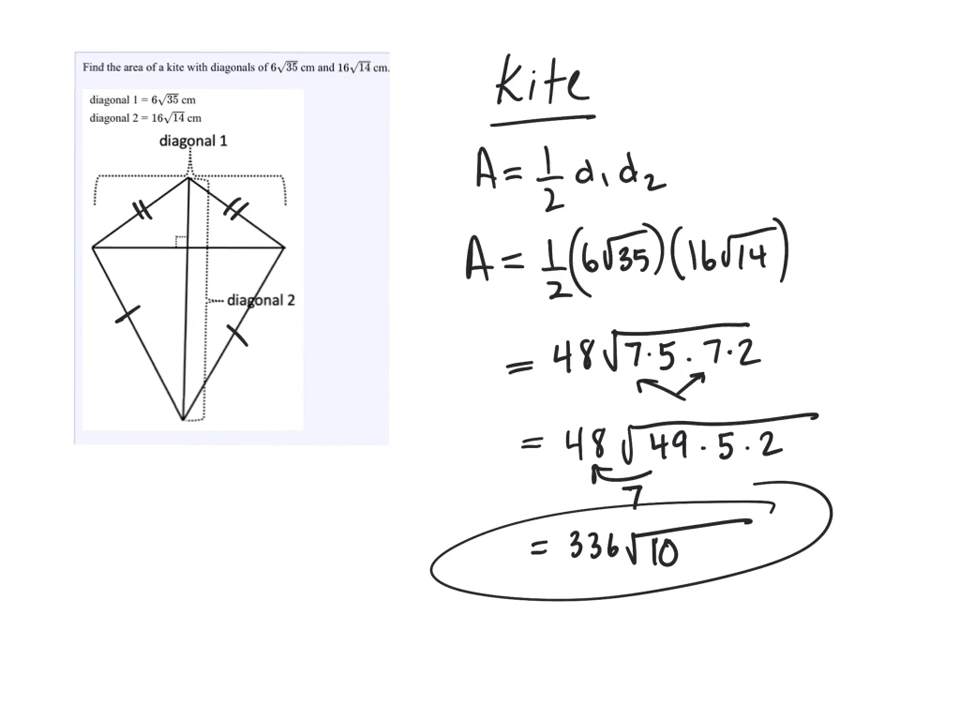 Find the area of a kite with diagonals of 6√35 cm and 16√14 cm.
diagonal 1 = 6√35 cm
diagonal 2 = 16√14 cm
diagonal 1
diagonal 2
Kite
A = 1/2 d₁ d₂
A = 1/2 (6√35)(16√14)
= 48√7·5·7·2
= 48√49·5·2
7
= 336√10